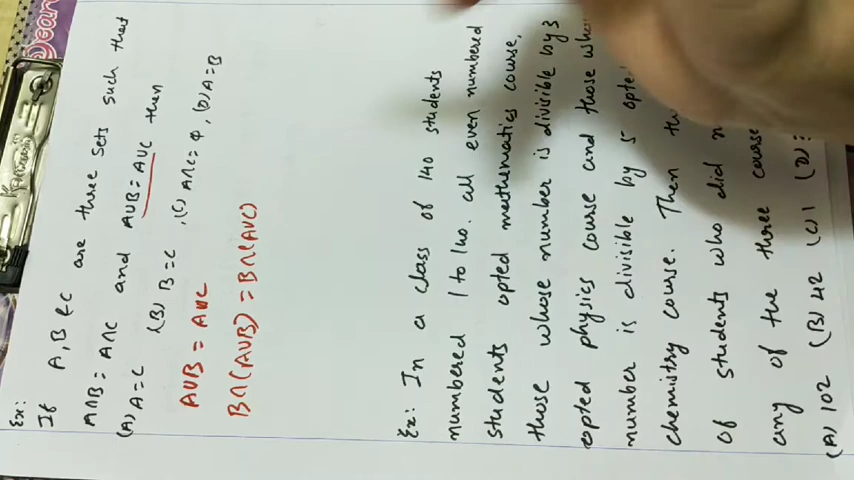 Ex:
If A, B &C are three sets such that
A∩B = A∩C and A∪B = A∪C then
(A) A=C (B) B=C ,(C) A∩C = ϕ , (D) A=B
A∪B = A∪C
B∩(A∪B) = B∩(A∪C)
Ex: In a class of 140 students
numbered 1 to 140. all even numbered
students opted mathematics course,
those whose number is divisible by 3
opted physics course and those
number is divisible by 5
chemistry course. Then
of students who did
any of the three course
(A) 102 (B) 42 (C) 1 (D)